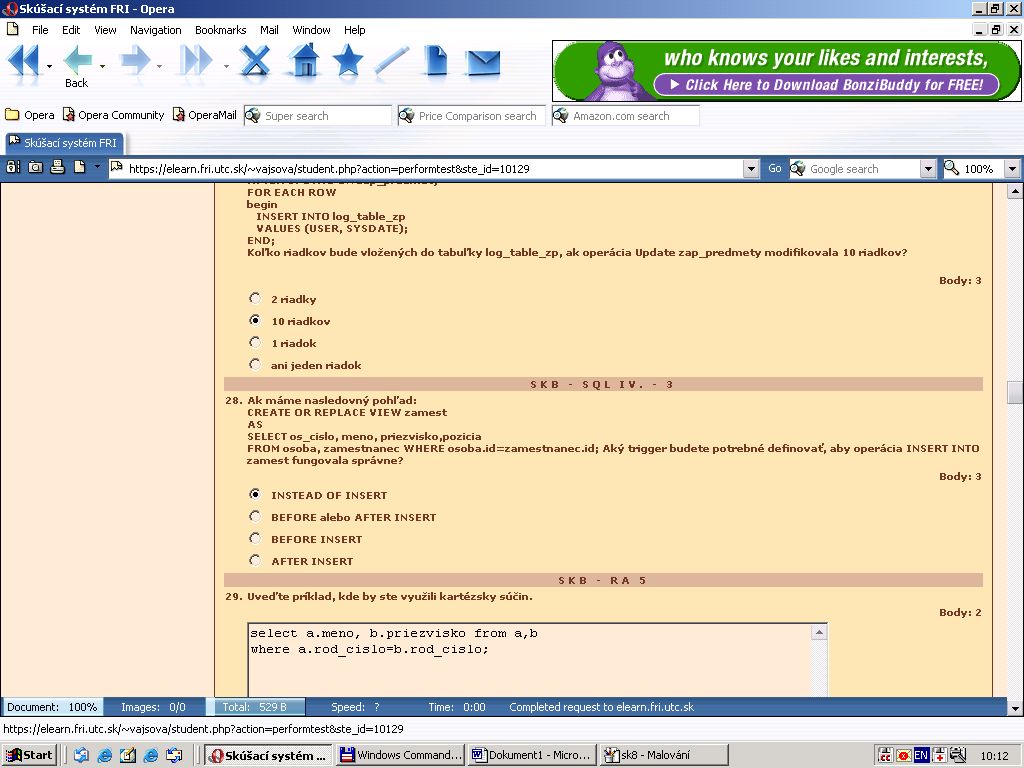 Skúšací systém FRI - Opera
File Edit View Navigation Bookmarks Mail Window Help
Back
who knows your likes and interests,
Click Here to Download BonziBuddy for FREE!
Opera Opera Community OperaMail Super search Price Comparison search Amazon.com search
Skúšací systém FRI
https://elearn.fri.utc.sk/~vajsova/student.php?action=performtest&ste_id=10129 Go Google search 100%
FOR EACH ROW
begin
INSERT INTO log_table_zp
VALUES (USER, SYSDATE);
END;
Koľko riadkov bude vložených do tabuľky log_table_zp, ak operácia Update zap_predmety modifikovala 10 riadkov?
Body: 3
2 riadky
10 riadkov
1 riadok
ani jeden riadok
SKB - SQL IV. - 3
28. Ak máme nasledovný pohľad:
CREATE OR REPLACE VIEW zamest
AS
SELECT os_cislo, meno, priezvisko,pozicia
FROM osoba, zamestnanec WHERE osoba.id=zamestnanec.id; Aký trigger budete potrebné definovať, aby operácia INSERT INTO
zamest fungovala správne?
Body: 3
INSTEAD OF INSERT
BEFORE alebo AFTER INSERT
BEFORE INSERT
AFTER INSERT
SKB - RA 5
29. Uveďte príklad, kde by ste využili kartézsky súčin.
Body: 2
select a.meno, b.priezvisko from a,b
where a.rod_cislo=b.rod_cislo;
Document: 100% Images: 0/0 Total: 529 B Speed: ? Time: 0:00 Completed request to elearn.fri.utc.sk
https://elearn.fri.utc.sk/~vajsova/student.php?action=performtest&ste_id=10129
Start Skúšací systém ... Windows Command... Dokument1 - Micro... sk8 - Malování EN 10:12